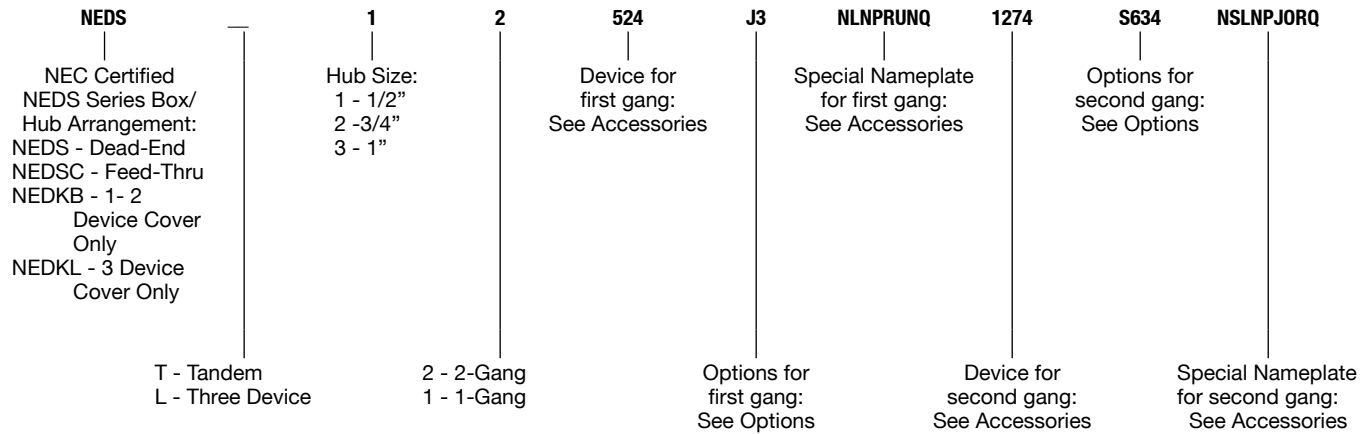 NEDS __ 1 2 524 J3 NLNPRUNQ 1274 S634 NSLNPJORQ
NEC Certified
NEDS Series Box/
Hub Arrangement:
NEDS - Dead-End
NEDSC - Feed-Thru
NEDKB - 1- 2
Device Cover
Only
NEDKL - 3 Device
Cover Only
Hub Size:
1 - 1/2”
2 -3/4”
3 - 1”
Device for
first gang:
See Accessories
Special Nameplate
for first gang:
See Accessories
Options for
second gang:
See Options
T - Tandem
L - Three Device
2 - 2-Gang
1 - 1-Gang
Options for
first gang:
See Options
Device for
second gang:
See Accessories
Special Nameplate
for second gang:
See Accessories